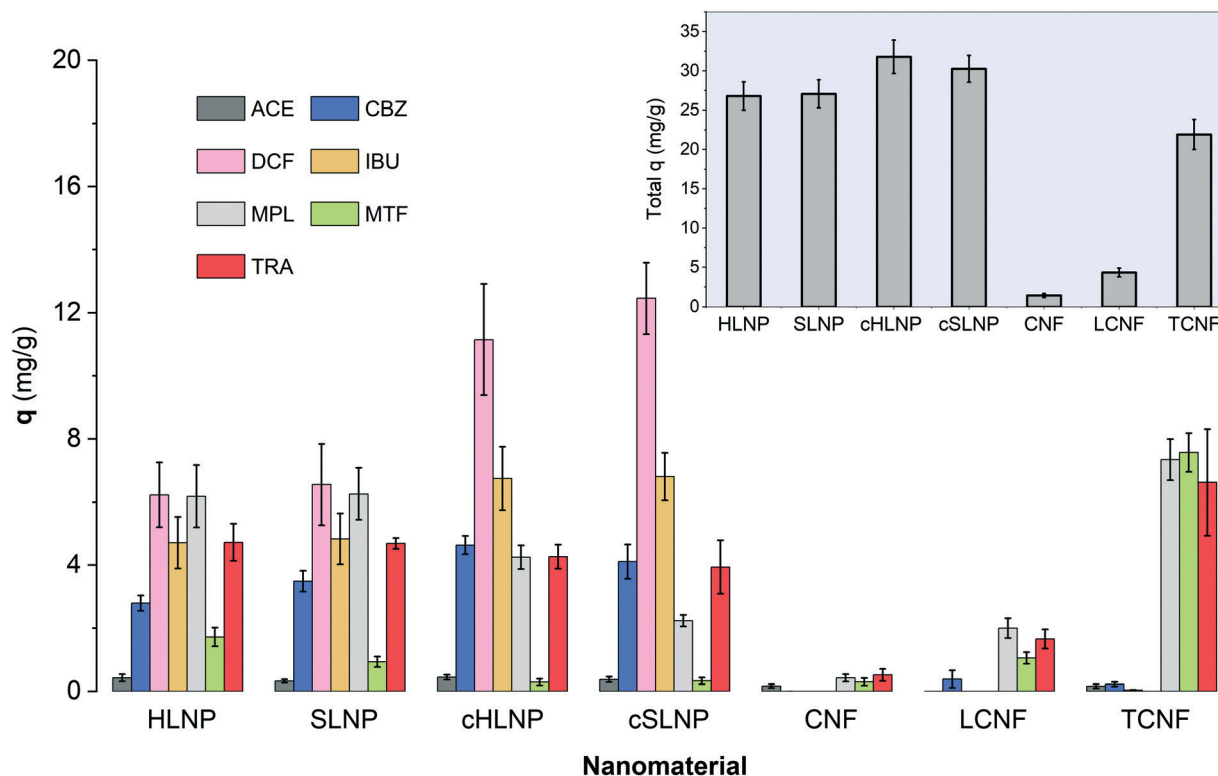 20
16
12
8
4
0
q (mg/g)
ACE CBZ
DCF IBU
MPL MTF
TRA
HLNP SLNP cHLNP cSLNP CNF LCNF TCNF
Nanomaterial
35
30
25
20
15
10
5
0
Total q (mg/g)
HLNP SLNP cHLNP cSLNP CNF LCNF TCNF